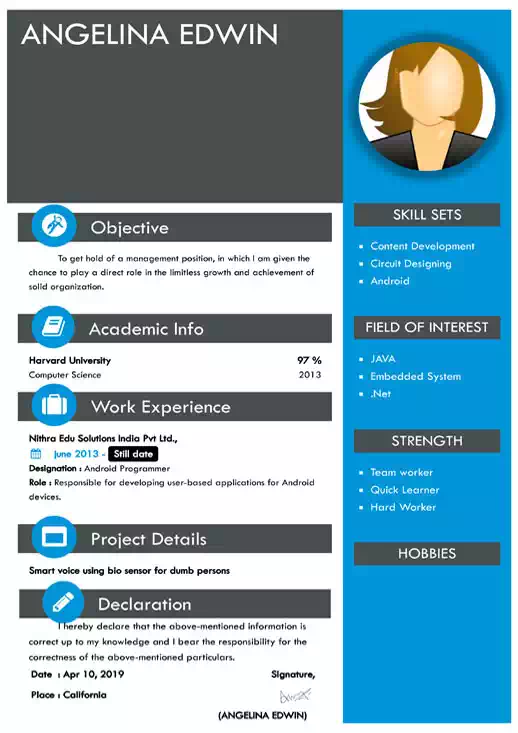 ANGELINA EDWIN
Objective
To get hold of a management position, in which I am given the
chance to play a direct role in the limitless growth and achievement of
solid organization.
Academic Info
Harvard University 97 %
Computer Science 2013
Work Experience
Nithra Edu Solutions India Pvt Ltd.,
June 2013 - Still date
Designation : Android Programmer
Role : Responsible for developing user-based applications for Android
devices.
Project Details
Smart voice using bio sensor for dumb persons
Declaration
I hereby declare that the above-mentioned information is
correct up to my knowledge and I bear the responsibility for the
correctness of the above-mentioned particulars.
Date : Apr 10, 2019 Signature,
Place : California
(ANGELINA EDWIN)
SKILL SETS
Content Development
Circuit Designing
Android
FIELD OF INTEREST
JAVA
Embedded System
.Net
STRENGTH
Team worker
Quick Learner
Hard Worker
HOBBIES